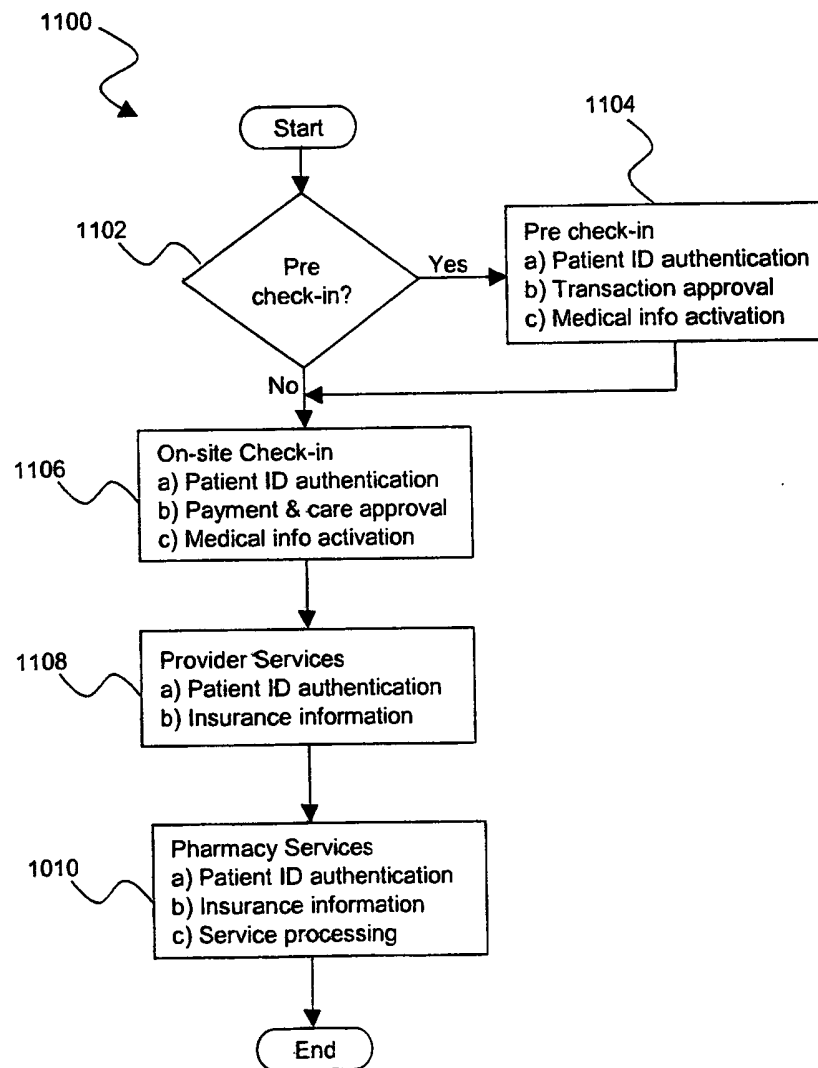 1100
Start
1104
1102
Pre
check-in?
Yes
Pre check-in
a) Patient ID authentication
b) Transaction approval
c) Medical info activation
No
1106
On-site Check-in
a) Patient ID authentication
b) Payment & care approval
c) Medical info activation
1108
Provider Services
a) Patient ID authentication
b) Insurance information
1010
Pharmacy Services
a) Patient ID authentication
b) Insurance information
c) Service processing
End